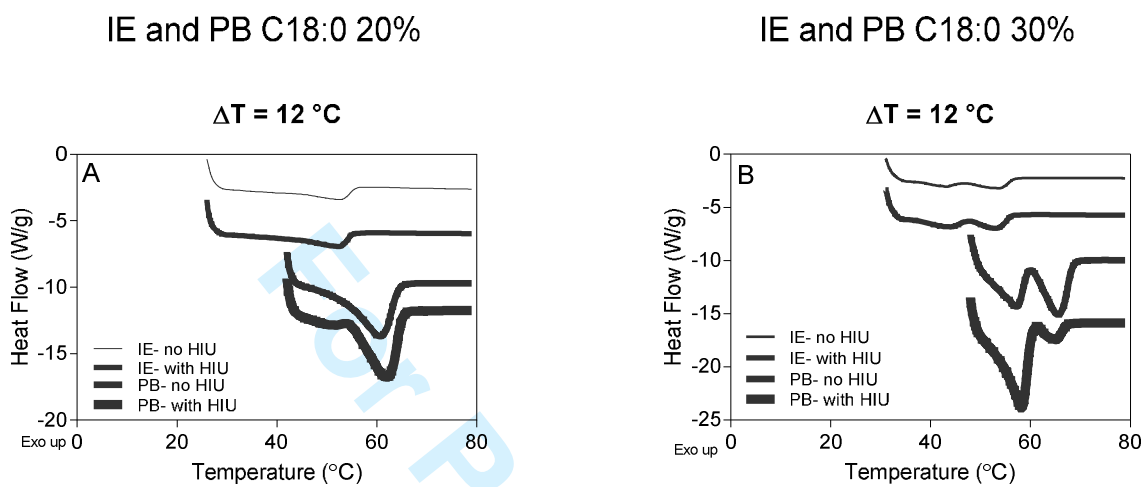 IE and PB C18:0 20%
ΔT = 12 °C
A
0
-5
-10
-15
-20
Heat Flow (W/g)
IE- no HIU
IE- with HIU
PB- no HIU
PB- with HIU
Exo up
0 20 40 60 80
Temperature (°C)
IE and PB C18:0 30%
ΔT = 12 °C
B
0
-5
-10
-15
-20
-25
Heat Flow (W/g)
IE- no HIU
IE- with HIU
PB- no HIU
PB- with HIU
Exo up
0 20 40 60 80
Temperature (°C)
For P